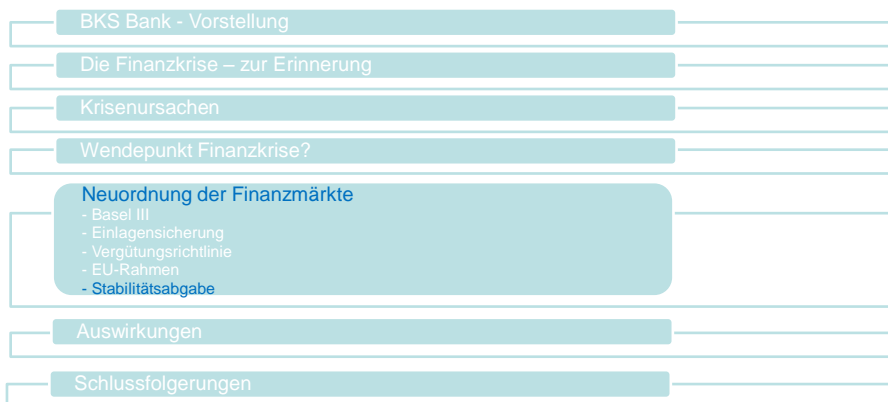 BKS Bank - Vorstellung
Die Finanzkrise – zur Erinnerung
Krisenursachen
Wendepunkt Finanzkrise?
Neuordnung der Finanzmärkte
- Basel III
- Einlagensicherung
- Vergütungsrichtlinie
- EU-Rahmen
- Stabilitätsabgabe
Auswirkungen
Schlussfolgerungen